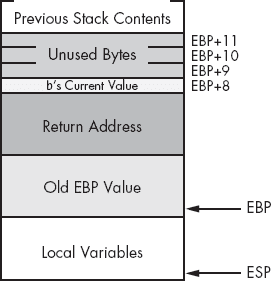 Previous Stack Contents
EBP+11
Unused Bytes
EBP+10
EBP+9
b's Current Value
EBP+8
Return Address
Old EBP Value
EBP
Local Variables
ESP